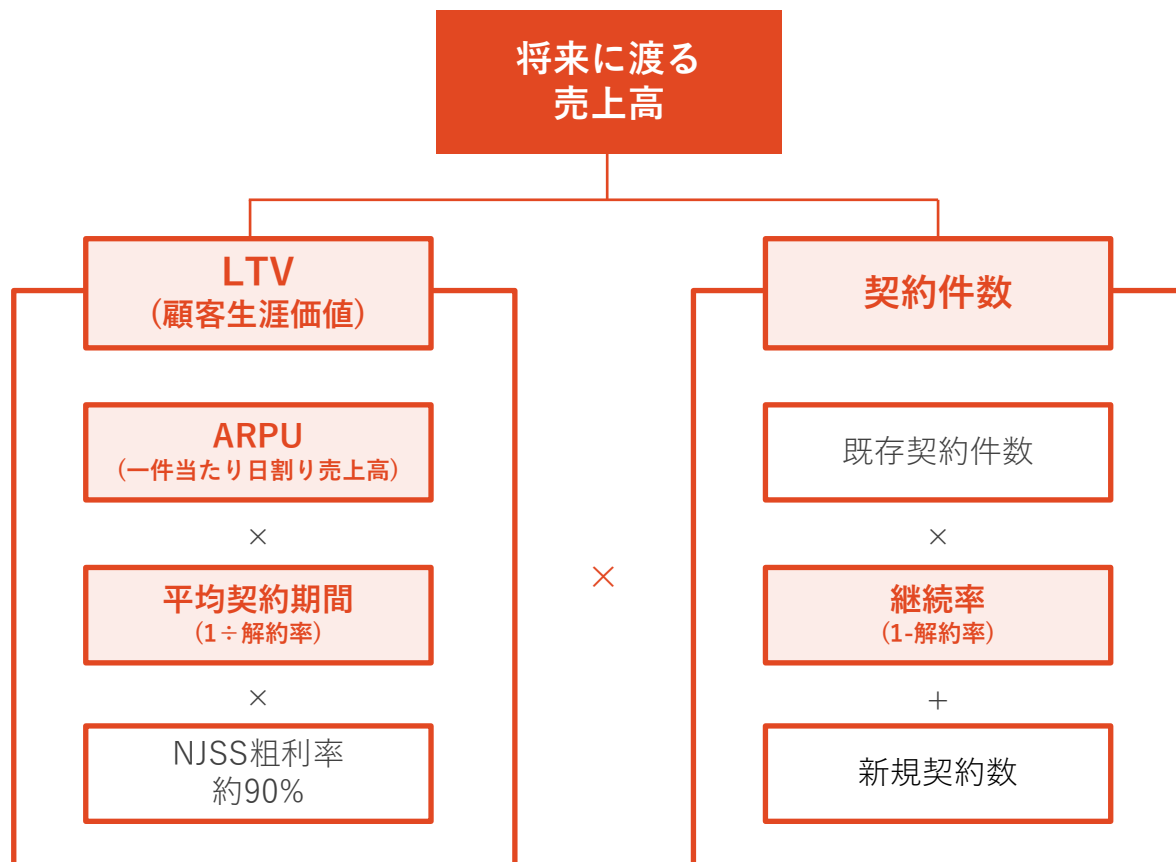 将来に渡る
売上高
LTV
(顧客生涯価値)
ARPU
(一件当たり日割り売上高)
×
平均契約期間
(1÷解約率)
×
NJSS粗利率
約90%
×
契約件数
既存契約件数
×
継続率
(1-解約率)
+
新規契約数